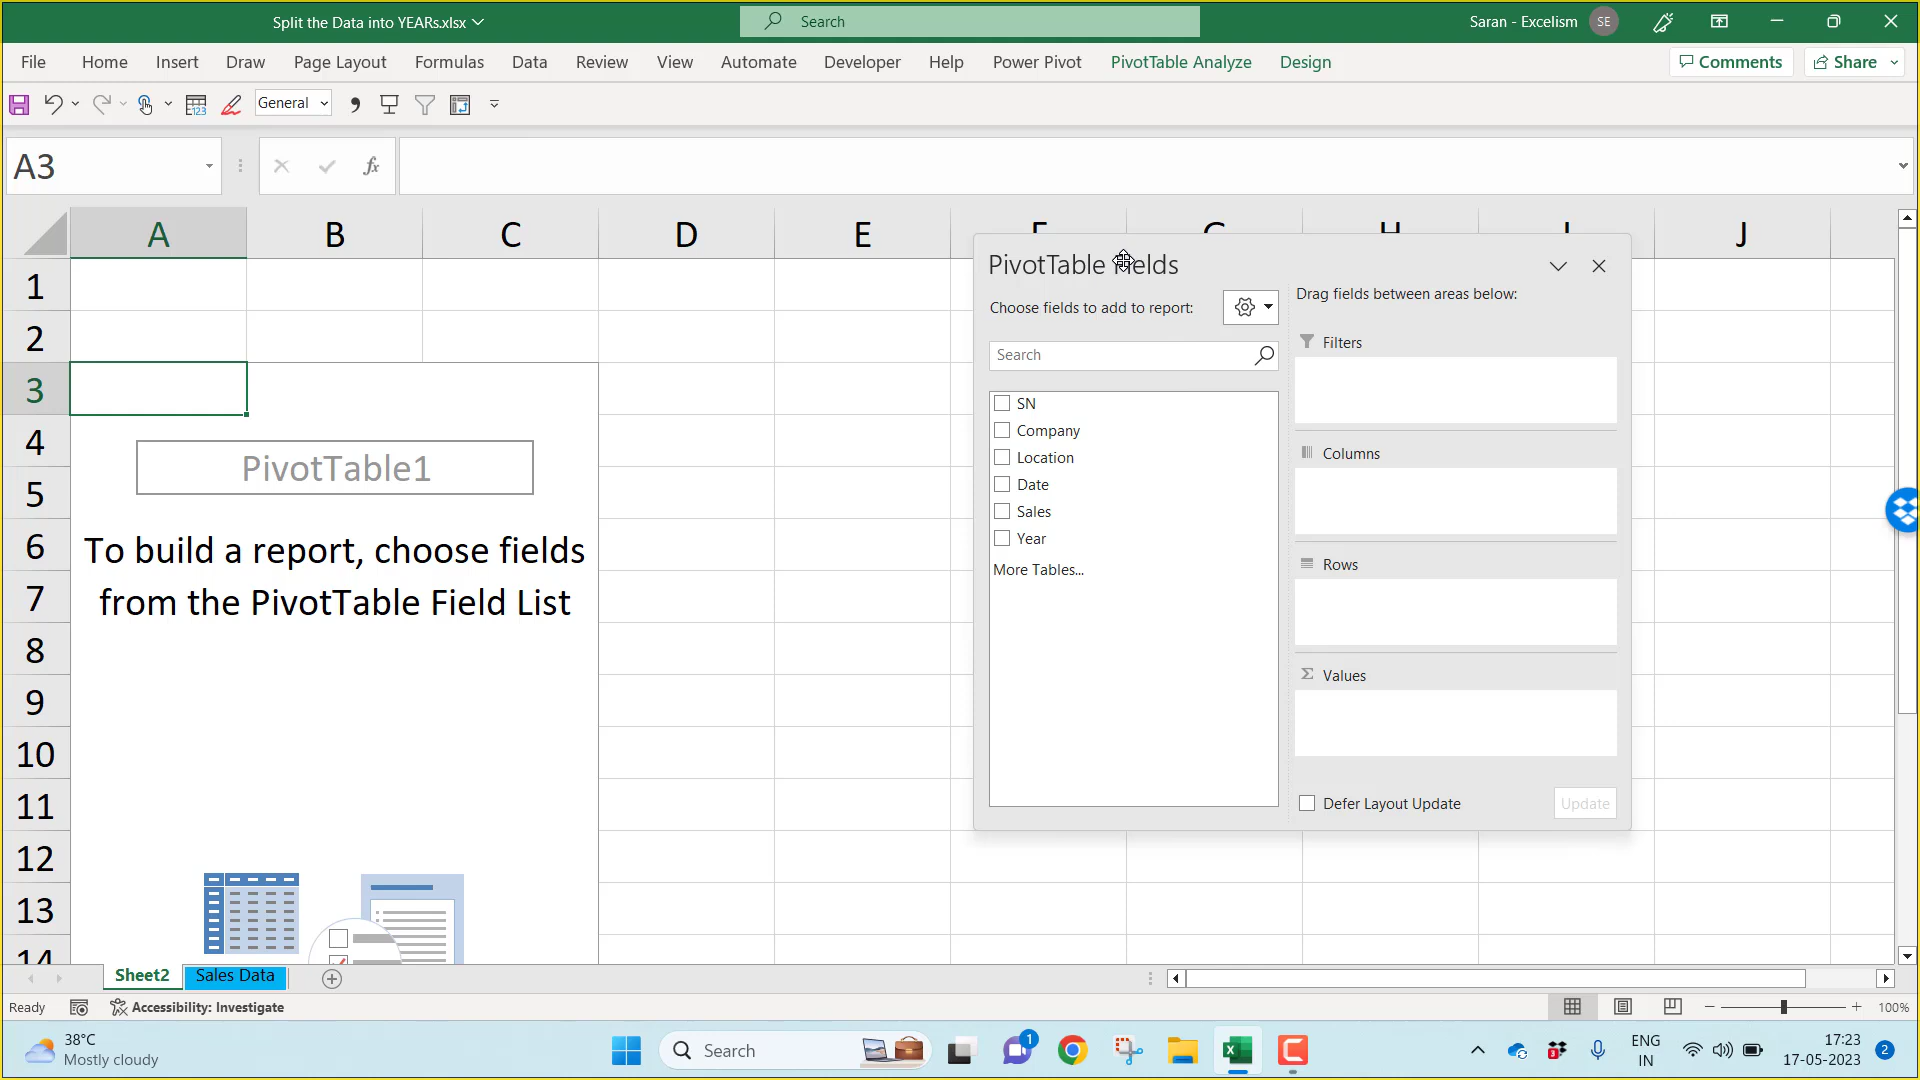 Split the Data into YEARs.xlsx
Search
Saran - Excelism
SE
File
Home
Insert
Draw
Page Layout
Formulas
Data
Review
View
Automate
Developer
Help
Power Pivot
PivotTable Analyze
Design
Comments
Share
General
A3
fx
A
B
C
D
E
J
1
2
3
4
5
6
7
8
9
10
11
12
13
14
PivotTable1
To build a report, choose fields
from the PivotTable Field List
PivotTable Fields
Choose fields to add to report:
Search
SN
Company
Location
Date
Sales
Year
More Tables...
Drag fields between areas below:
Filters
Columns
Rows
Σ Values
Defer Layout Update
Update
Sheet2
Sales Data
Ready
Accessibility: Investigate
100%
38°C
Mostly cloudy
Search
1
3
ENG
IN
17:23
17-05-2023
2